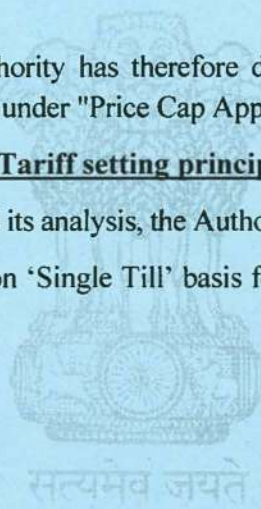 hority has therefore d
under "Price Cap App
Tariff setting princip
its analysis, the Autho
on 'Single Till' basis f
सत्यमेव जयते